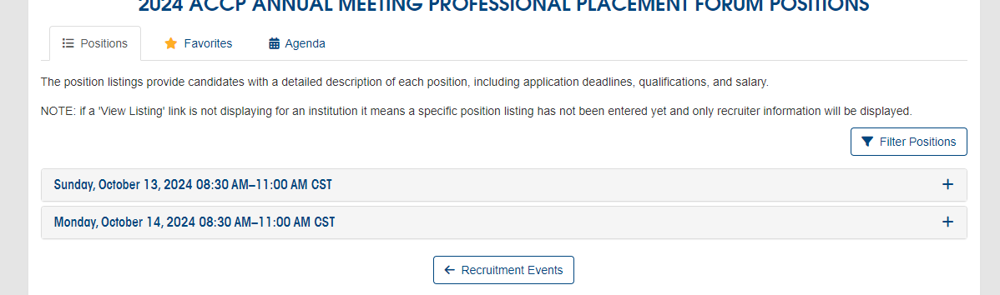 2024 ACCP ANNUAL MEETING PROFESSIONAL PLACEMENT FORUM POSITIONS
Positions Favorites Agenda
The position listings provide candidates with a detailed description of each position, including application deadlines, qualifications, and salary.
NOTE: if a 'View Listing' link is not displaying for an institution it means a specific position listing has not been entered yet and only recruiter information will be displayed.
Filter Positions
Sunday, October 13, 2024 08:30 AM–11:00 AM CST
Monday, October 14, 2024 08:30 AM–11:00 AM CST
Recruitment Events